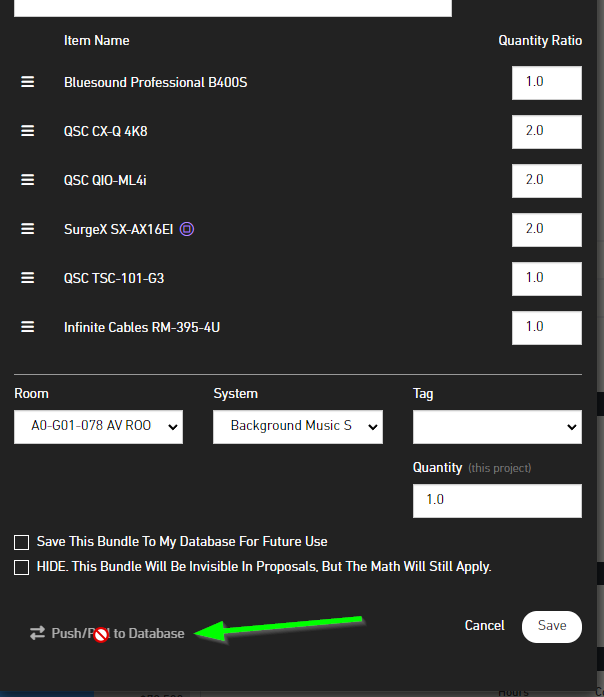 Item Name Quantity Ratio
Bluesound Professional B400S 1.0
QSC CX-Q 4K8 2.0
QSC QIO-ML4i 2.0
SurgeX SX-AX16EI 2.0
QSC TSC-101-G3 1.0
Infinite Cables RM-395-4U 1.0
Room System Tag
A0-G01-078 AV ROO Background Music S
Quantity (this project)
1.0
Save This Bundle To My Database For Future Use
HIDE. This Bundle Will Be Invisible In Proposals, But The Math Will Still Apply.
Cancel Save
to Database
Hours